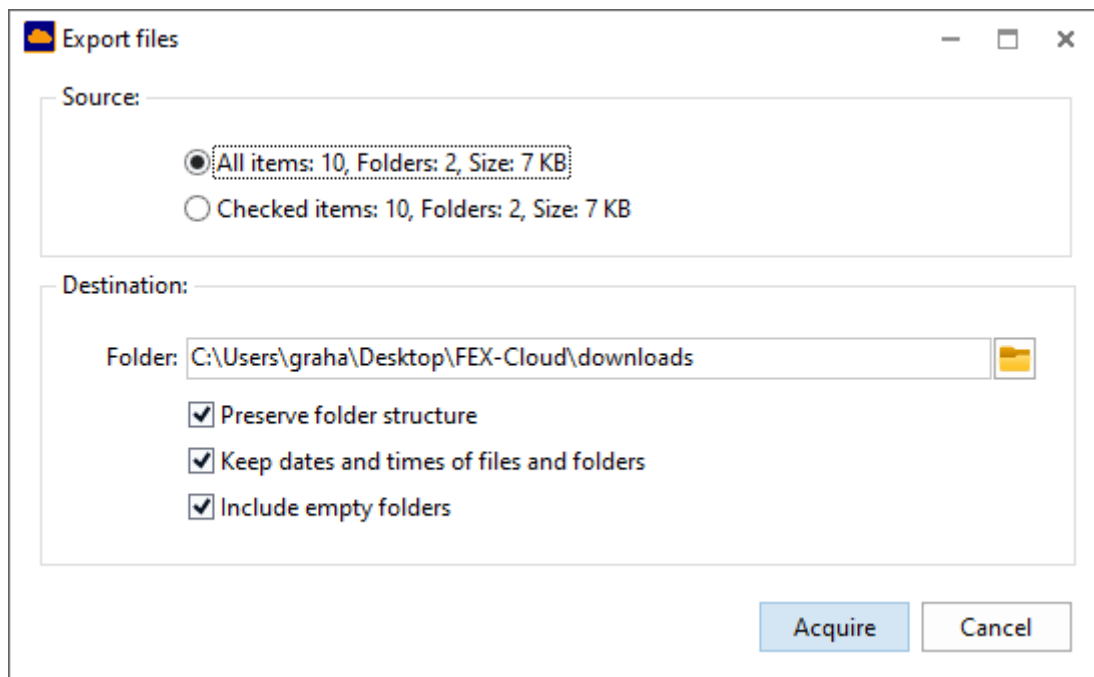 Export files
Source:
All items: 10, Folders: 2, Size: 7 KB
Checked items: 10, Folders: 2, Size: 7 KB
Destination:
Folder: C:\Users\graha\Desktop\FEX-Cloud\downloads
Preserve folder structure
Keep dates and times of files and folders
Include empty folders
Acquire Cancel